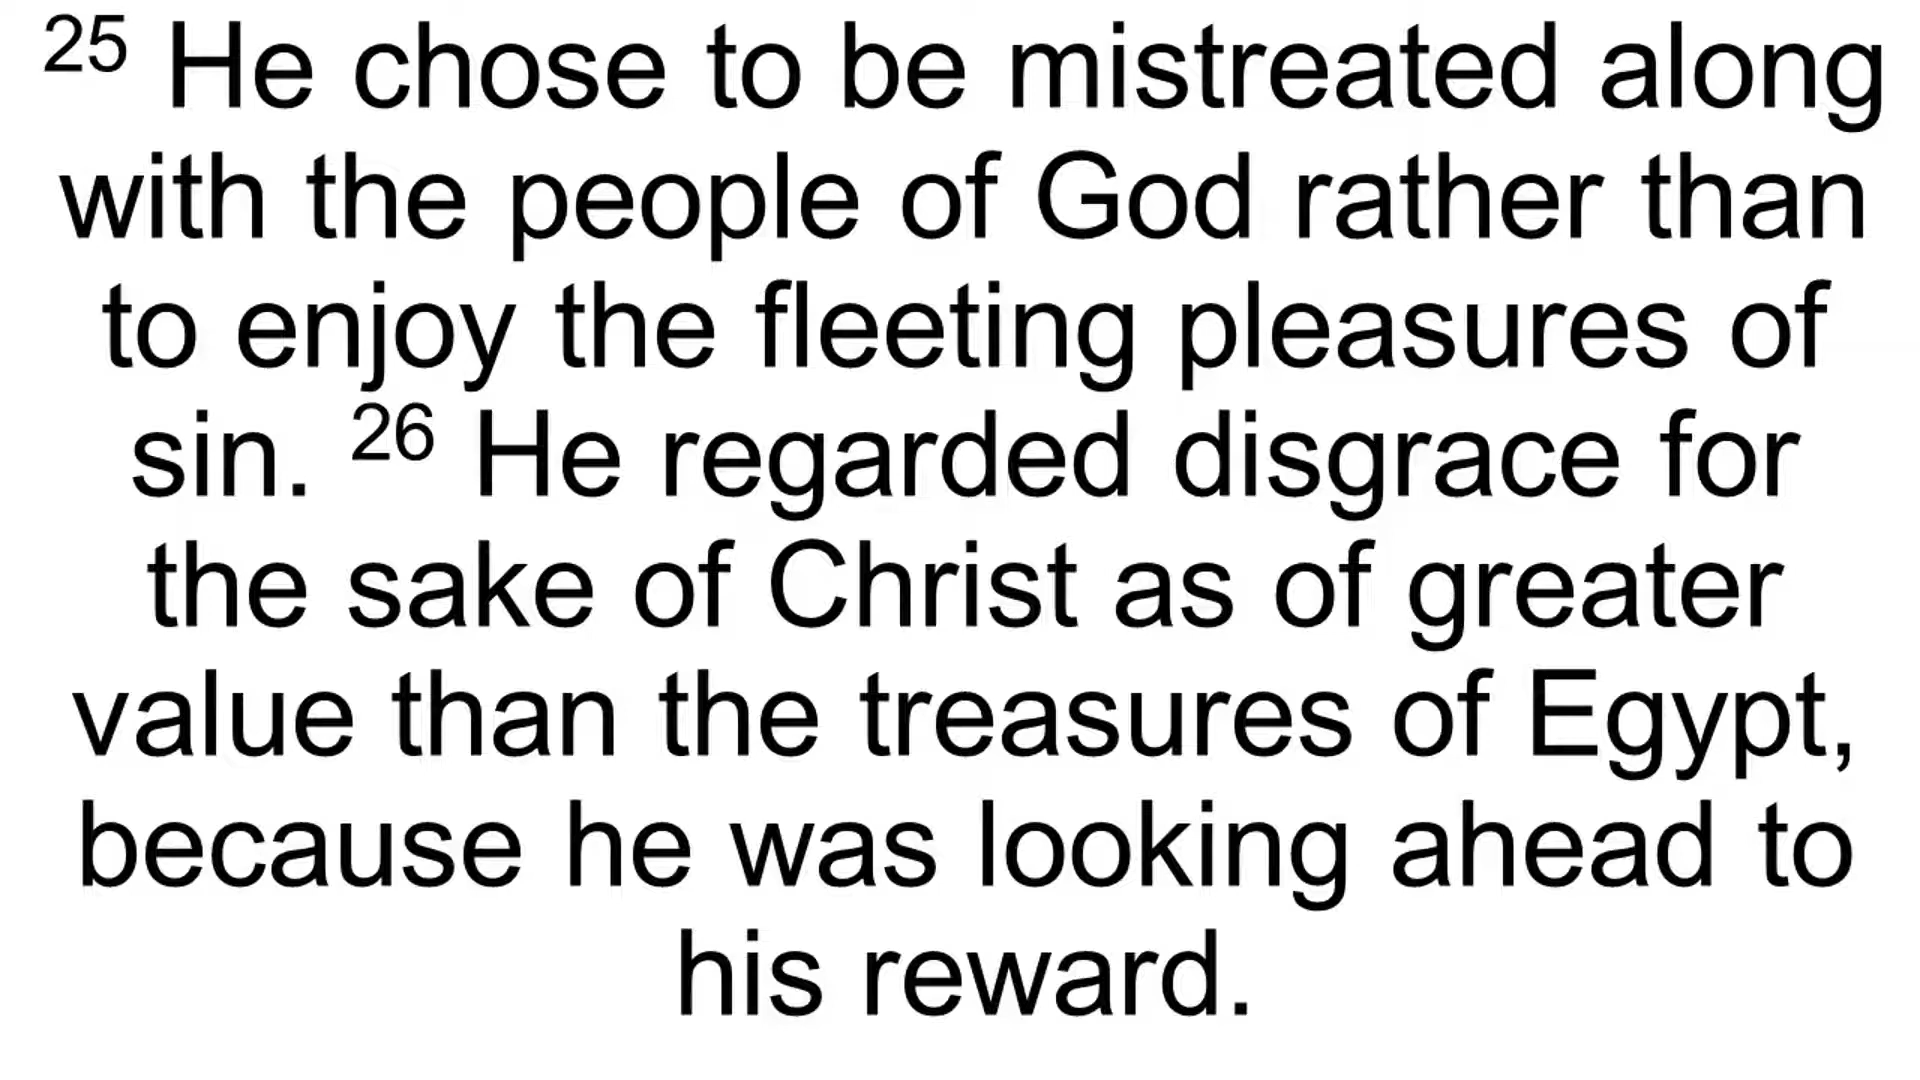 25 He chose to be mistreated along
with the people of God rather than
to enjoy the fleeting pleasures of
sin. 26 He regarded disgrace for
the sake of Christ as of greater
value than the treasures of Egypt,
because he was looking ahead to
his reward.